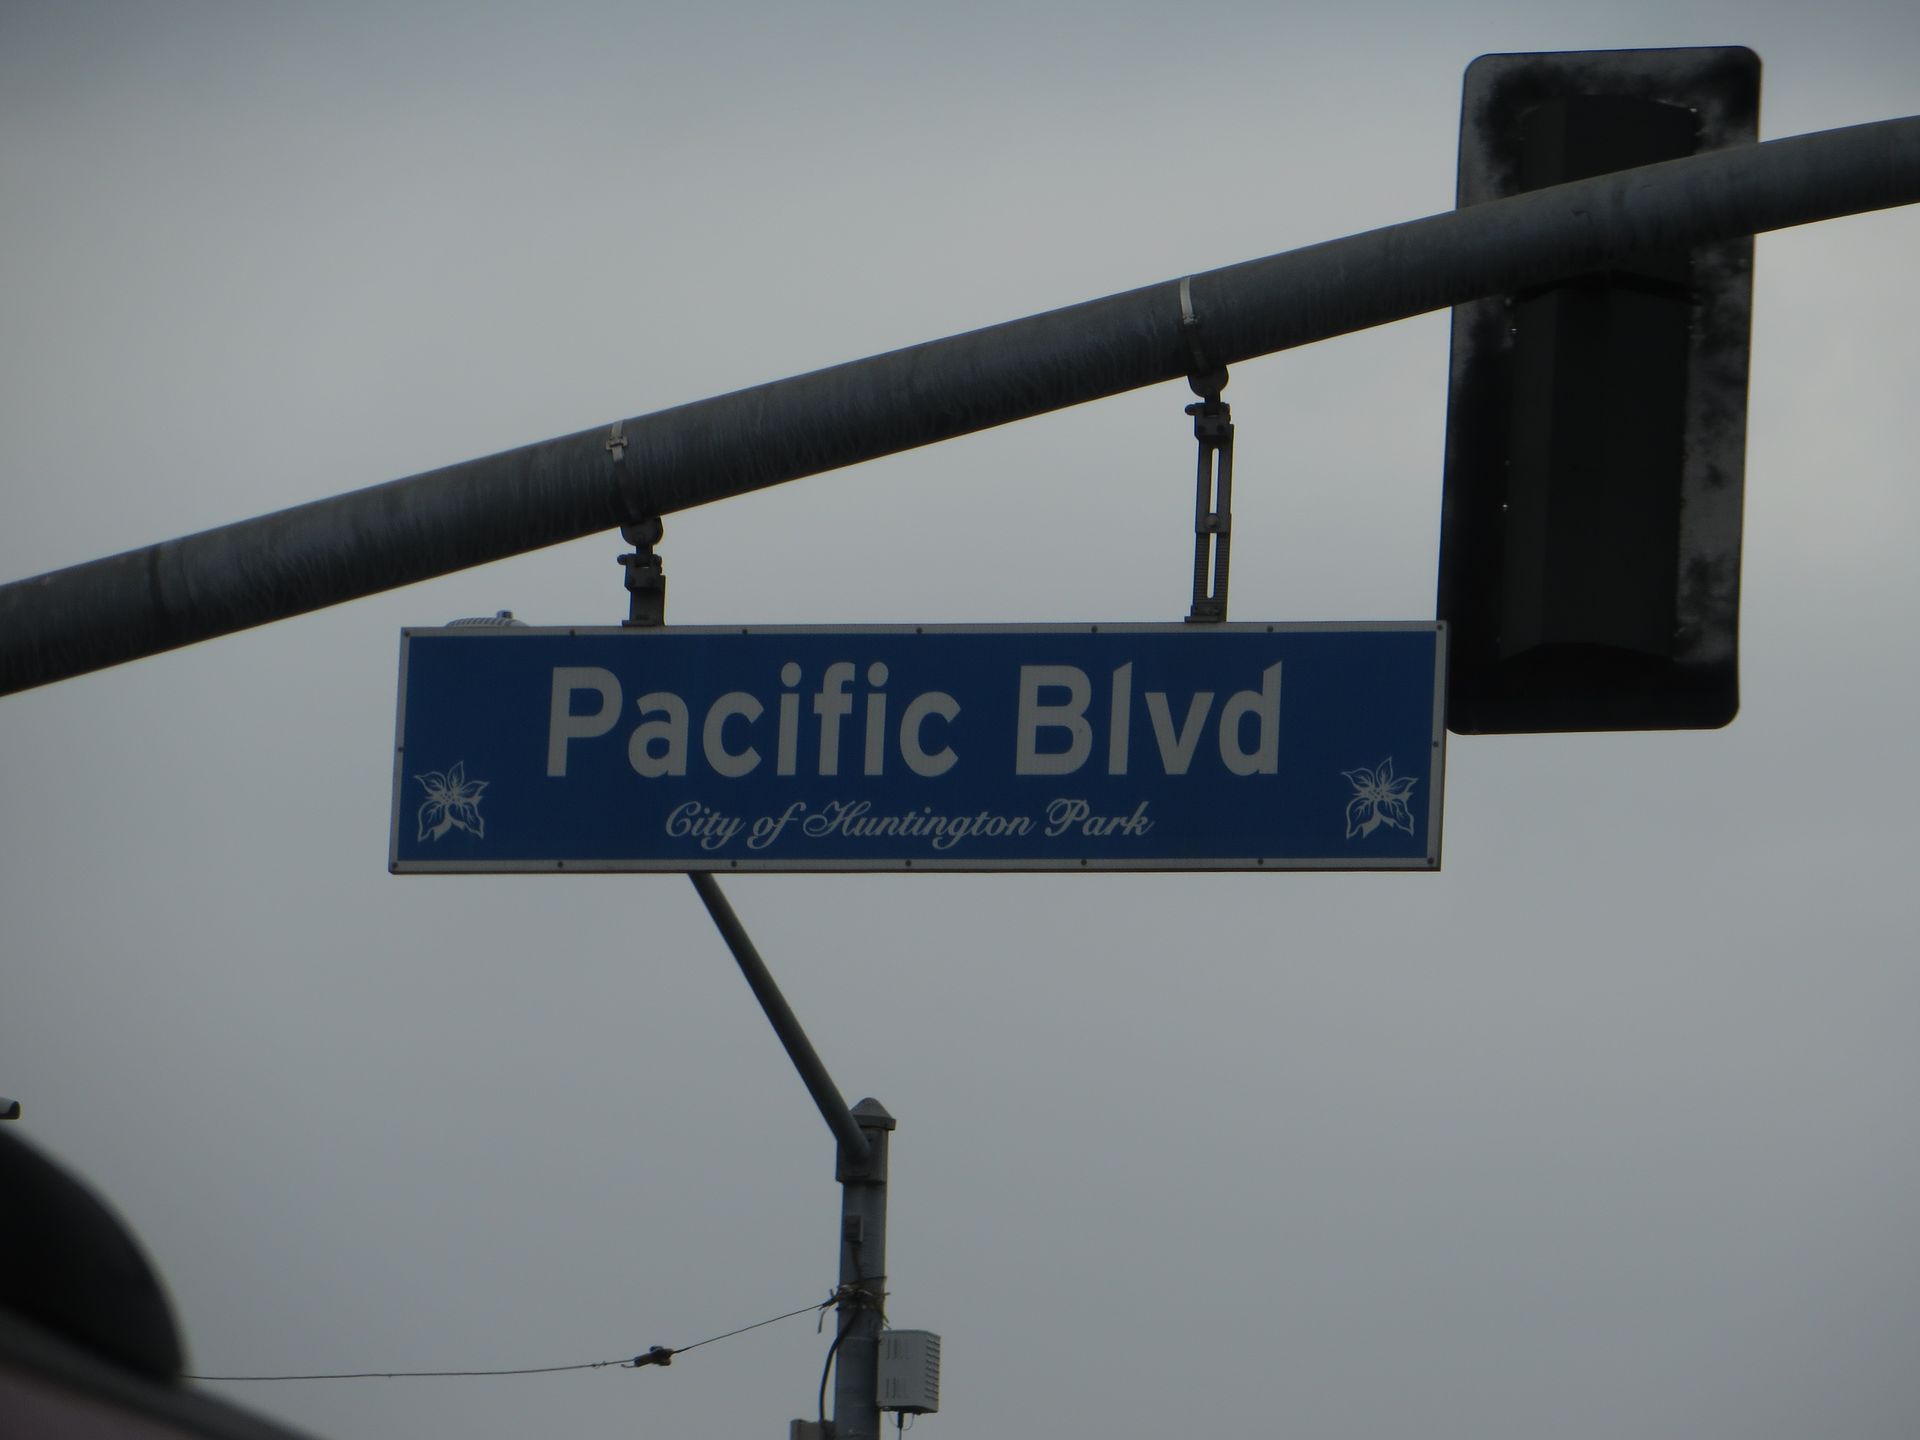 Pacific Blvd
City of Huntington Park